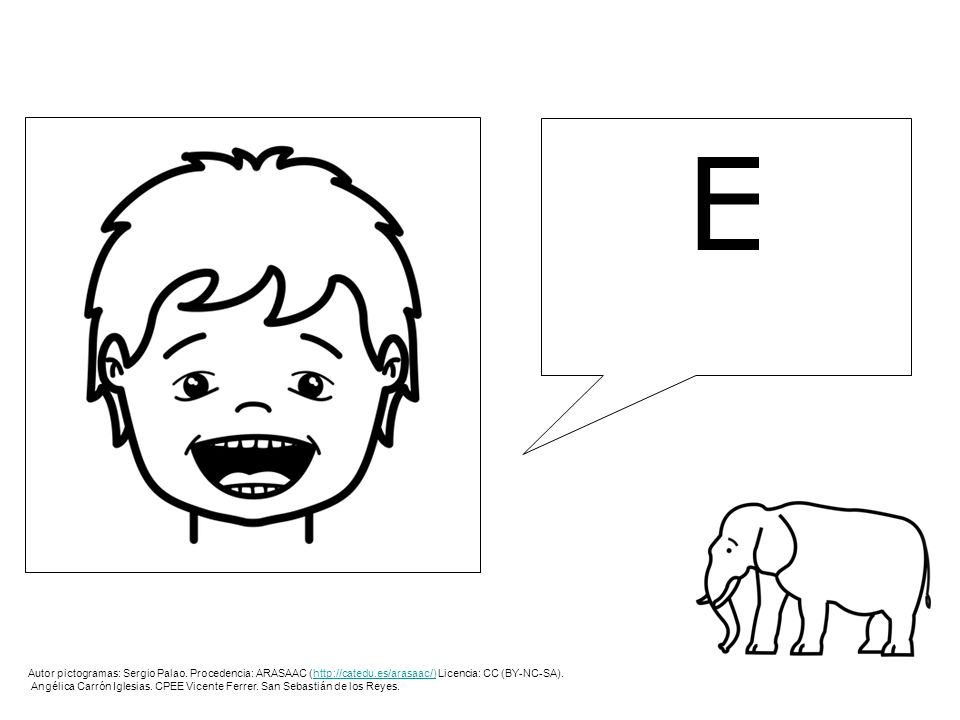 E
Autor pictogramas: Sergio Palao. Procedencia: ARASAAC (http://catedu.es/arasaac/) Licencia: CC (BY-NC-SA).
Angélica Carrón Iglesias. CPEE Vicente Ferrer. San Sebastián de los Reyes.